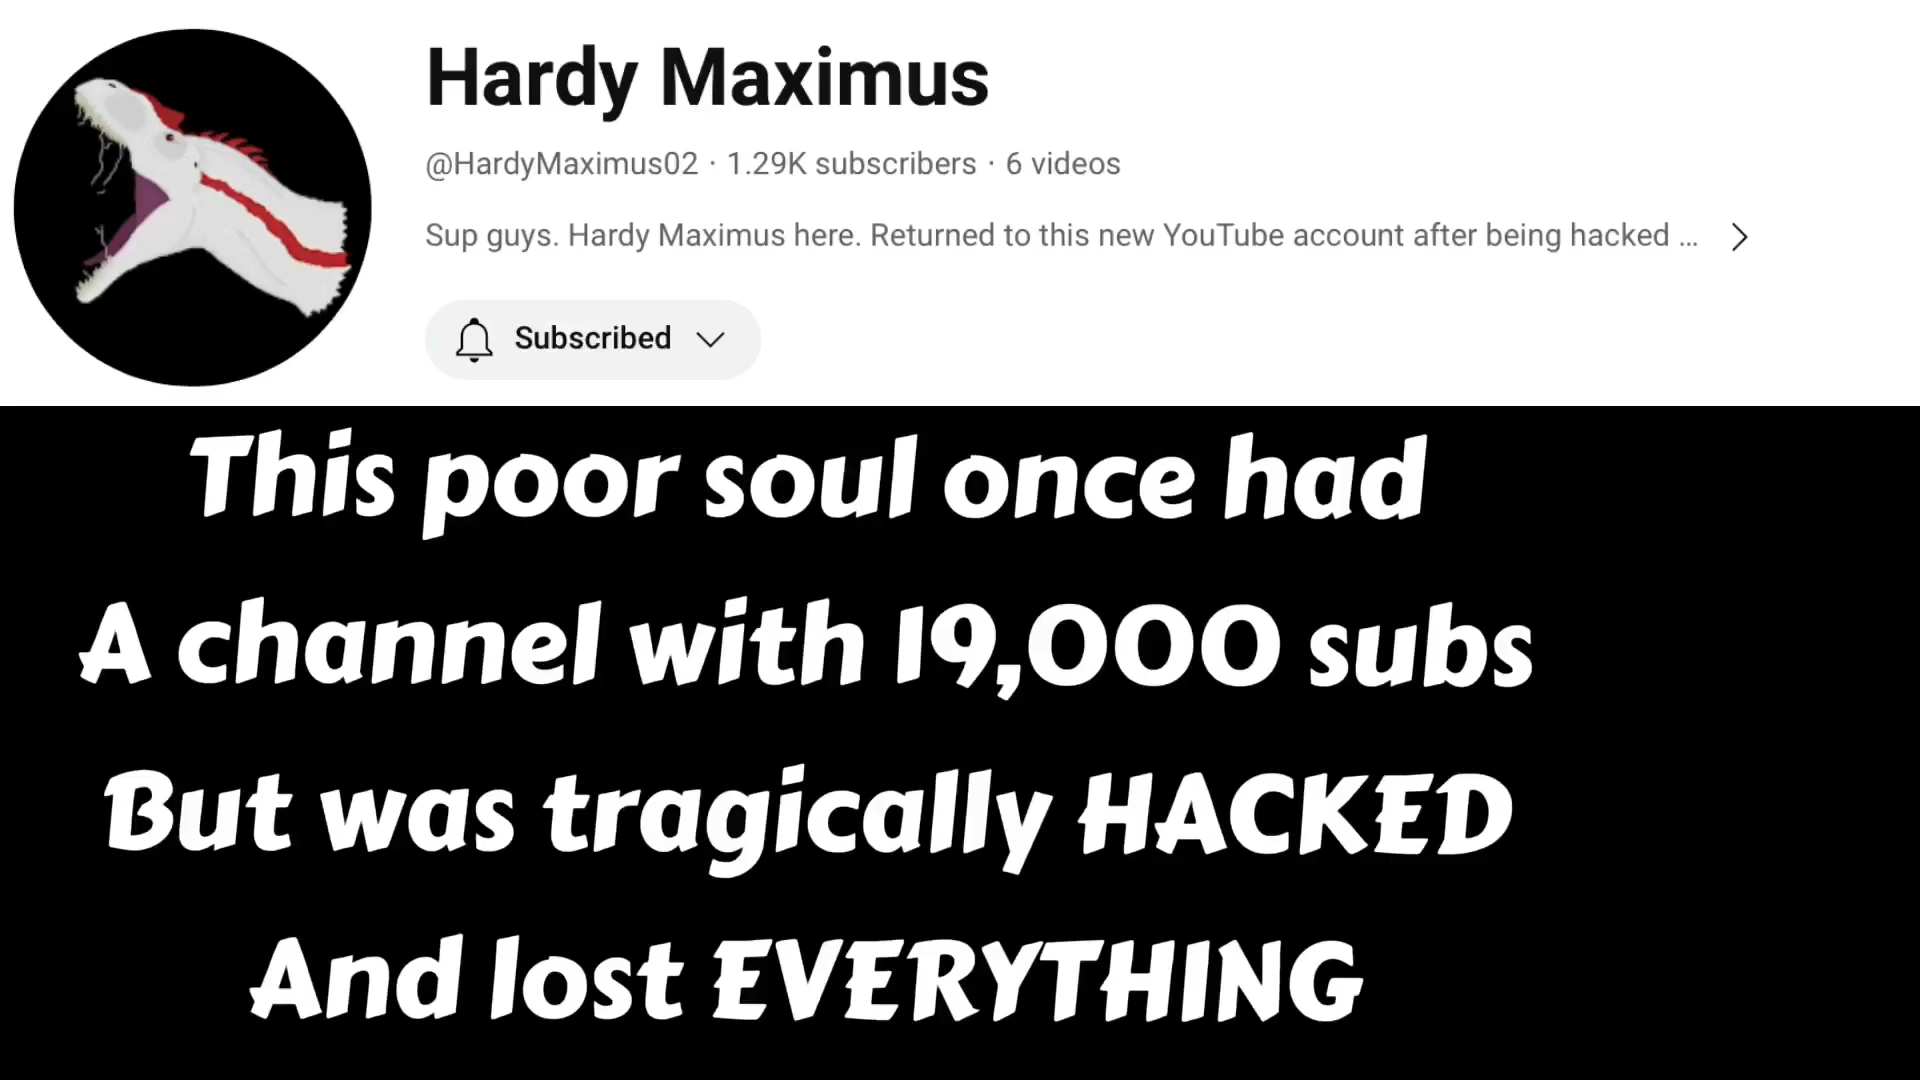 Hardy Maximus
@HardyMaximus02 · 1.29K subscribers · 6 videos
Sup guys. Hardy Maximus here. Returned to this new YouTube account after being hacked ...
Subscribed
This poor soul once had
A channel with 19,000 subs
But was tragically HACKED
And lost EVERYTHING